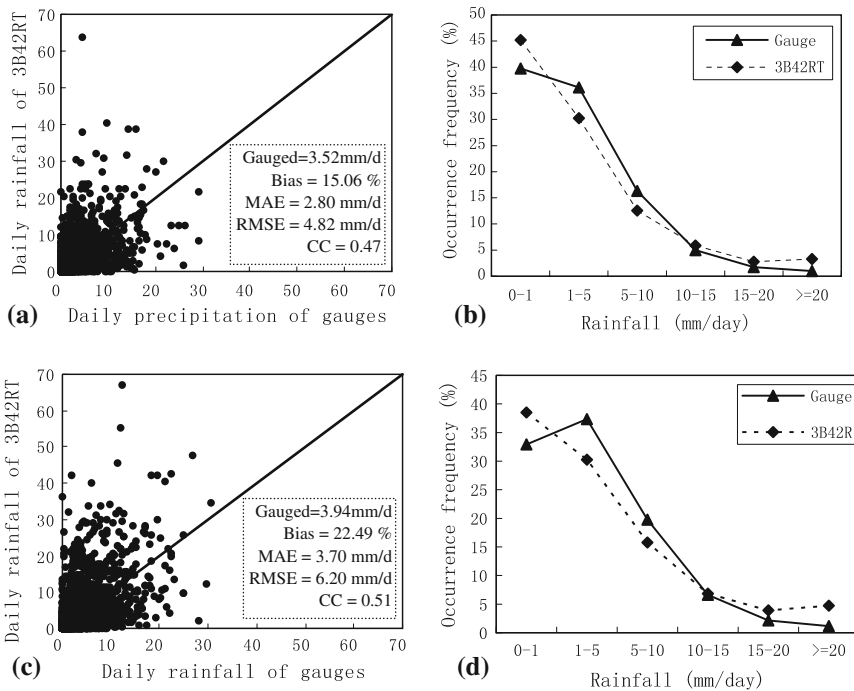 Daily rainfall of 3B42RT
70
60
50
40
30
20
10
0
0 10 20 30 40 50 60 70
Gauged=3.52mm/d
Bias = 15.06 %
MAE = 2.80 mm/d
RMSE = 4.82 mm/d
CC = 0.47
Daily precipitation of gauges
(a)
Occurrence frequency (%)
50
45
40
35
30
25
20
15
10
5
0
Gauge
3B42RT
0-1 1-5 5-10 10-15 15-20 >=20
Rainfall (mm/day)
(b)
Daily rainfall of 3B42RT
70
60
50
40
30
20
10
0
0 10 20 30 40 50 60 70
Gauged=3.94mm/d
Bias = 22.49 %
MAE = 3.70 mm/d
RMSE = 6.20 mm/d
CC = 0.51
Daily rainfall of gauges
(c)
Occurrence frequency (%)
45
40
35
30
25
20
15
10
5
0
Gauge
3B42R
0-1 1-5 5-10 10-15 15-20 >=20
Rainfall (mm/day)
(d)